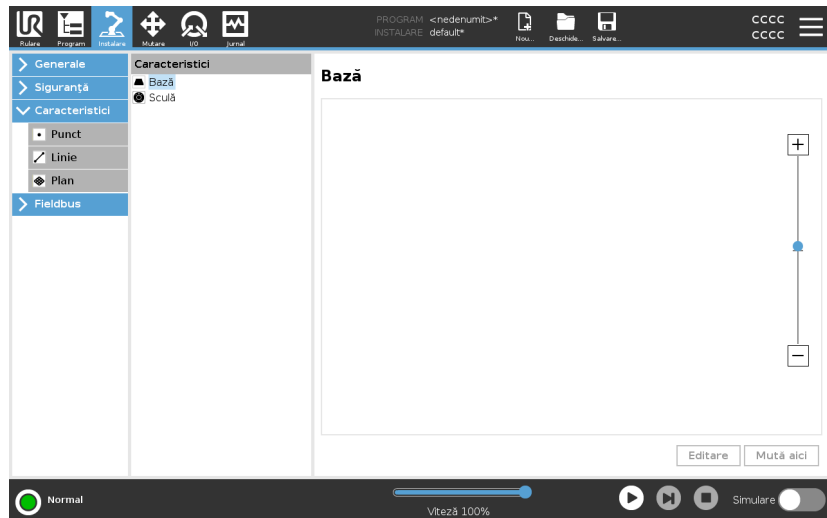 UR
PROGRAM <nedenumit>*
INSTALARE default*
cccc
cccc
Rulare Program Instalare Mutare I/O Jurnal Nou... Deschide... Salvare...
Generale
Siguranță
Caracteristici
Punct
Linie
Plan
Fieldbus
Caracteristici
Bază
Sculă
Bază
Editare Mută aici
Normal
Viteză 100%
Simulare